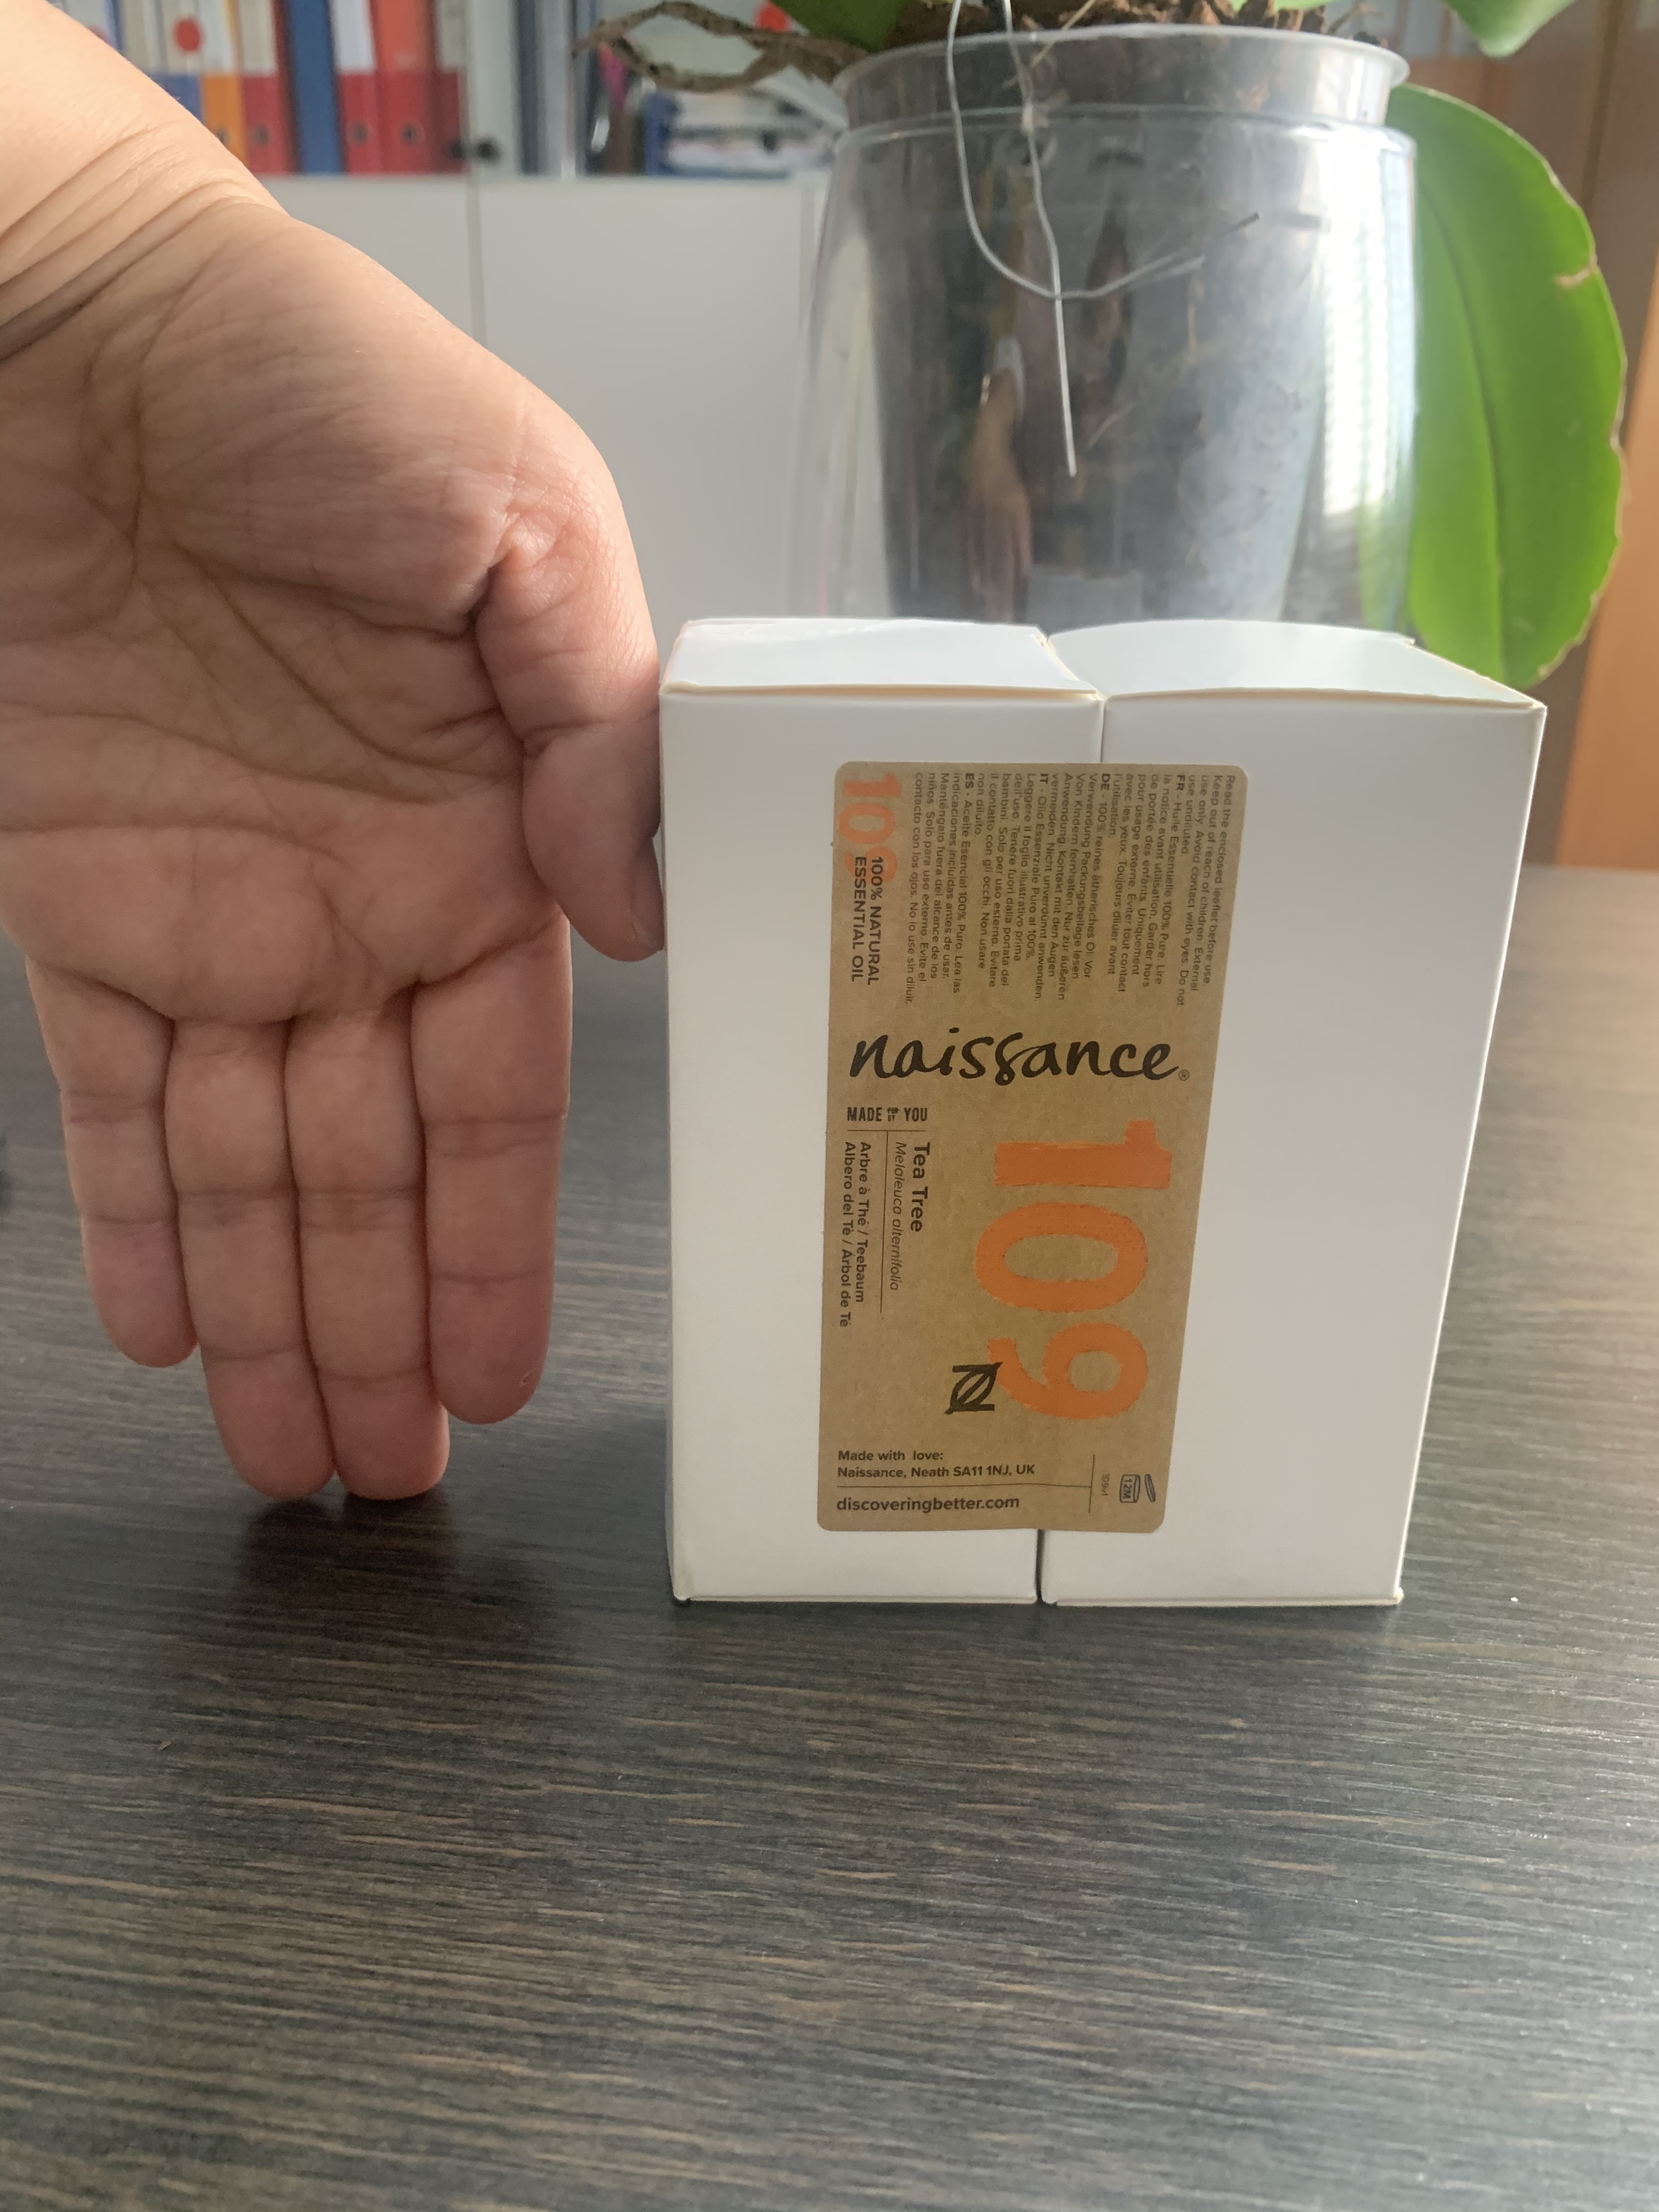 Read the enclosed leaflet before use.
Keep out of reach of children. External
use only. Avoid contact with eyes. Do not
use undiluted.
FR - Huile Essentielle 100% Pure. Lire
la notice avant utilisation. Garder hors
de portée des enfants. Uniquement
pour usage externe. Éviter tout contact
avec les yeux. Toujours diluer avant
l'utilisation.
DE - 100% reines ätherisches Öl. Vor
Verwendung Packungsbeilage lesen.
Von Kindern fernhalten. Nur zur äußeren
Anwendung. Kontakt mit den Augen
vermeiden. Nicht unverdünnt anwenden.
IT - Olio Essenziale Puro al 100%.
Leggere il foglio illustrativo prima
dell'uso. Tenere fuori dalla portata dei
bambini. Solo per uso esterno. Evitare
il contatto con gli occhi. Non usare
non diluito.
ES - Aceite Esencial 100% Puro. Lea las
indicaciones incluidas antes de usar.
Manténgalo fuera del alcance de los
niños. Solo para uso externo. Evite el
contacto con los ojos. No lo use sin diluir.
109
100% NATURAL
ESSENTIAL OIL
naissance®
MADE FOR BY YOU
109
Tea Tree
Melaleuca alternifolia
Arbre à Thé / Teebaum
Albero del Tè / Árbol de Té
Made with love:
Naissance, Neath SA11 1NJ, UK
discoveringbetter.com
12M